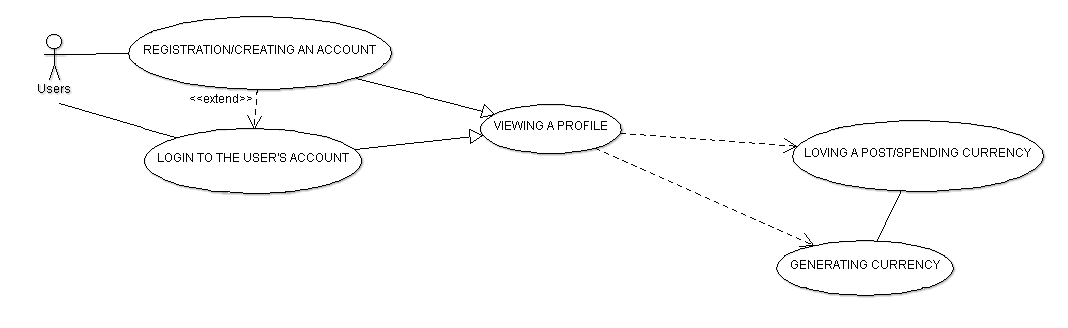 REGISTRATION/CREATING AN ACCOUNT
Users
<<extend>>
VIEWING A PROFILE
LOGIN TO THE USER'S ACCOUNT
LOVING A POST/SPENDING CURRENCY
GENERATING CURRENCY